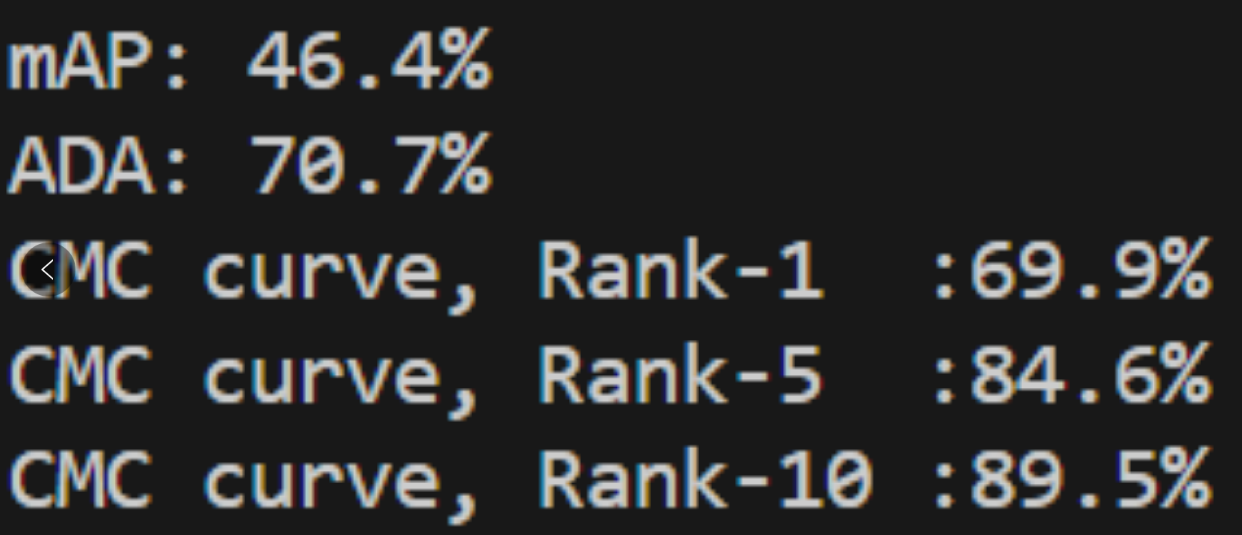 mAP: 46.4%
ADA: 70.7%
CMC curve, Rank-1  :69.9%
CMC curve, Rank-5  :84.6%
CMC curve, Rank-10 :89.5%